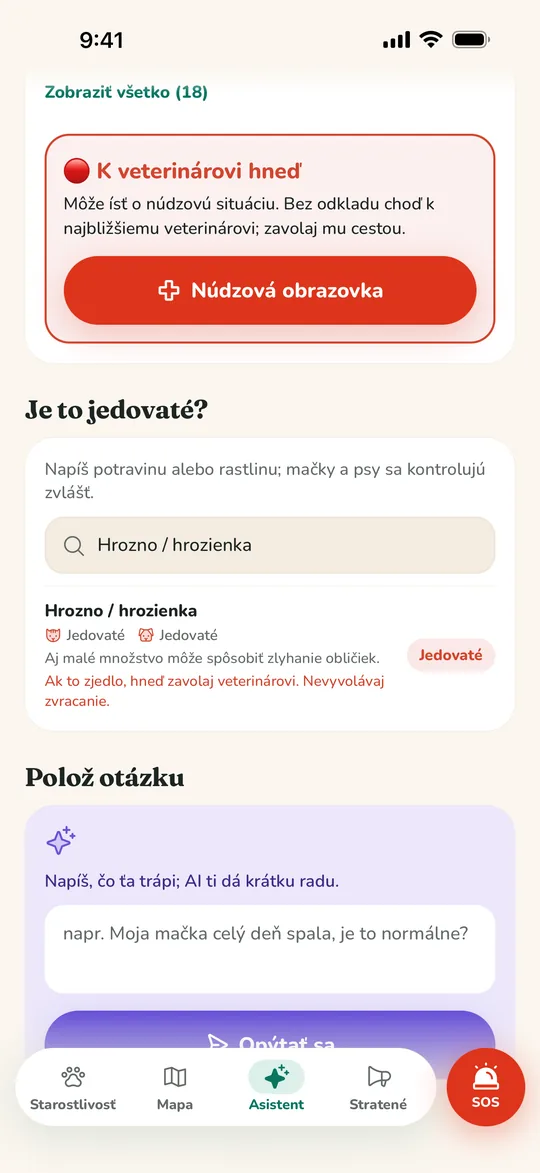 9:41
Zobraziť všetko (18)
K veterinárovi hneď
Môže ísť o núdzovú situáciu. Bez odkladu choď k
najbližšiemu veterinárovi; zavolaj mu cestou.
Núdzová obrazovka
Je to jedovaté?
Napíš potravinu alebo rastlinu; mačky a psy sa kontrolujú
zvlášť.
Hrozno / hrozienka
Hrozno / hrozienka
Jedovaté Jedovaté
Aj malé množstvo môže spôsobiť zlyhanie obličiek.
Jedovaté
Ak to zjedlo, hneď zavolaj veterinárovi. Nevyvolávaj
zvracanie.
Polož otázku
Napíš, čo ťa trápi; AI ti dá krátku radu.
napr. Moja mačka celý deň spala, je to normálne?
Opýtať sa
Starostlivosť
Mapa
Asistent
Stratené
SOS